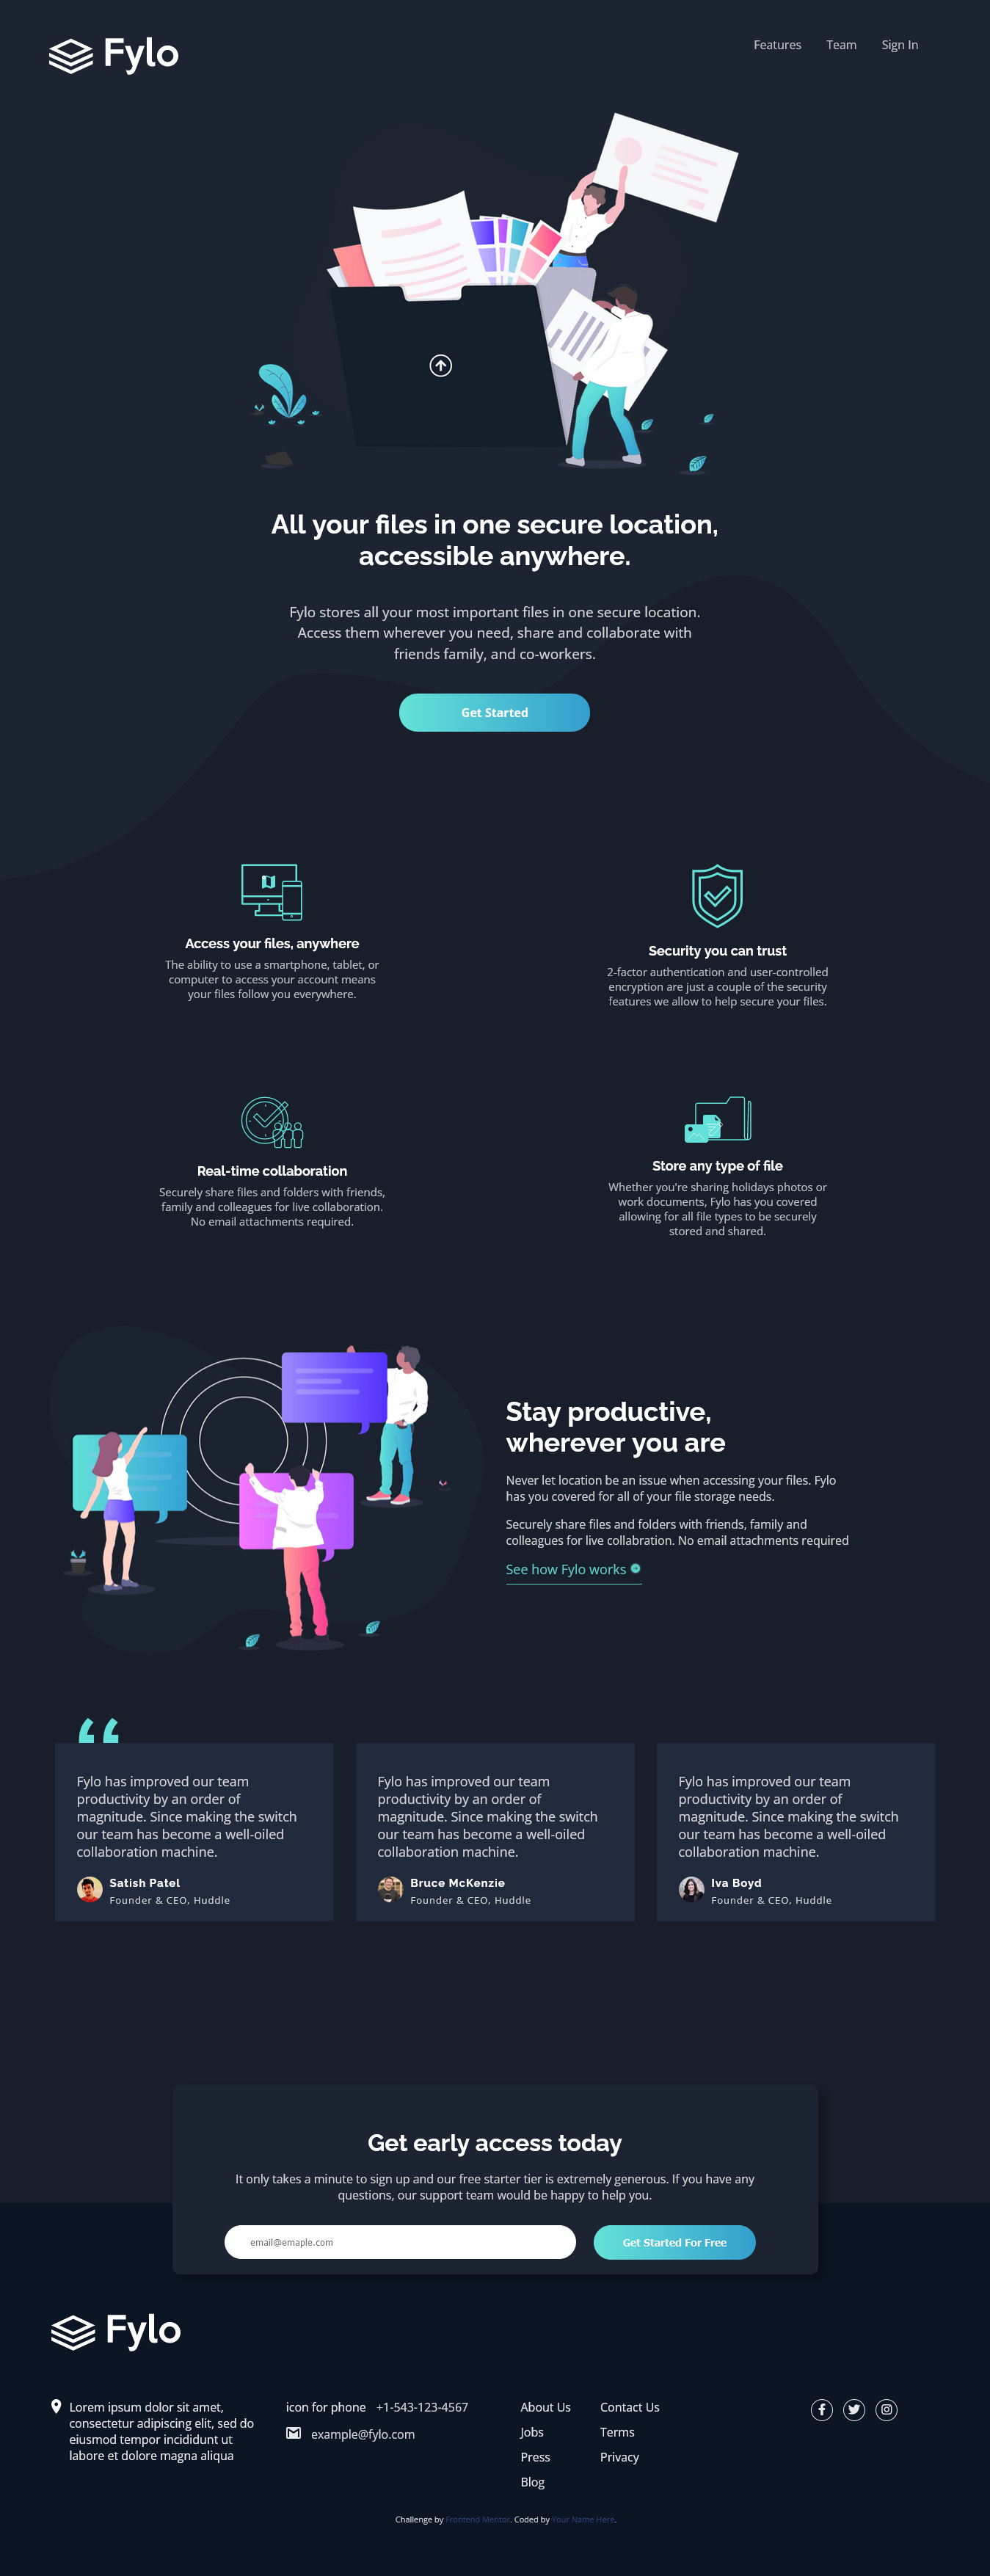 Fylo
Features Team Sign In
All your files in one secure location,
accessible anywhere.
Fylo stores all your most important files in one secure location.
Access them wherever you need, share and collaborate with
friends family, and co-workers.
Get Started
Access your files, anywhere
The ability to use a smartphone, tablet, or
computer to access your account means
your files follow you everywhere.
Security you can trust
2-factor authentication and user-controlled
encryption are just a couple of the security
features we allow to help secure your files.
Real-time collaboration
Securely share files and folders with friends,
family and colleagues for live collaboration.
No email attachments required.
Store any type of file
Whether you're sharing holidays photos or
work documents, Fylo has you covered
allowing for all file types to be securely
stored and shared.
Stay productive,
wherever you are
Never let location be an issue when accessing your files. Fylo
has you covered for all of your file storage needs.
Securely share files and folders with friends, family and
colleagues for live collabration. No email attachments required
See how Fylo works
Fylo has improved our team
productivity by an order of
magnitude. Since making the switch
our team has become a well-oiled
collaboration machine.
Satish Patel
Founder & CEO, Huddle
Fylo has improved our team
productivity by an order of
magnitude. Since making the switch
our team has become a well-oiled
collaboration machine.
Bruce McKenzie
Founder & CEO, Huddle
Fylo has improved our team
productivity by an order of
magnitude. Since making the switch
our team has become a well-oiled
collaboration machine.
Iva Boyd
Founder & CEO, Huddle
Get early access today
It only takes a minute to sign up and our free starter tier is extremely generous. If you have any
questions, our support team would be happy to help you.
email@emaple.com
Get Started For Free
Fylo
Lorem ipsum dolor sit amet,
consectetur adipiscing elit, sed do
eiusmod tempor incididunt ut
labore et dolore magna aliqua
icon for phone +1-543-123-4567
example@fylo.com
About Us
Jobs
Press
Blog
Contact Us
Terms
Privacy
Challenge by Frontend Mentor. Coded by Your Name Here.